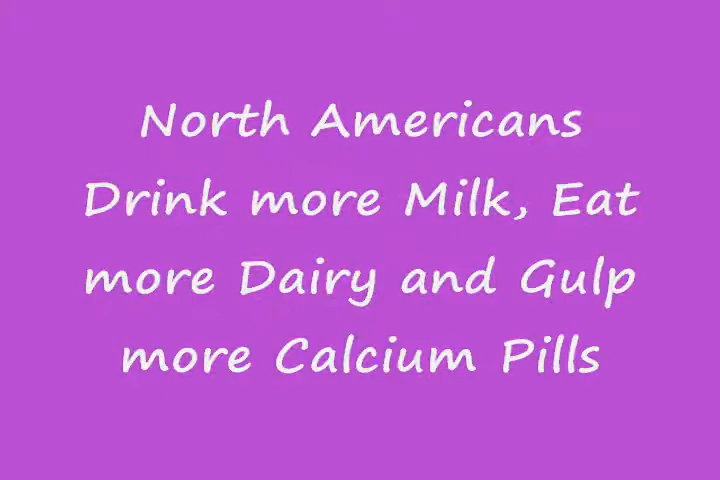 North Americans
Drink more Milk, Eat
more Dairy and Gulp
more Calcium Pills